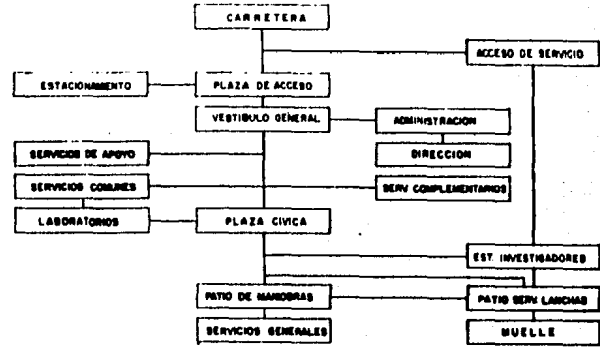 CARRETERA
ACCESO DE SERVICIO
ESTACIONAMIENTO
PLAZA DE ACCESO
VESTIBULO GENERAL
ADMINISTRACION
SERVICIOS DE APOYO
DIRECCION
SERVICIOS COMUNES
SERV COMPLEMENTARIOS
LABORATORIOS
PLAZA CIVICA
EST. INVESTIGADORES
PATIO DE MANIOBRAS
PATIO SERV. LANCHAS
SERVICIOS GENERALES
MUELLE